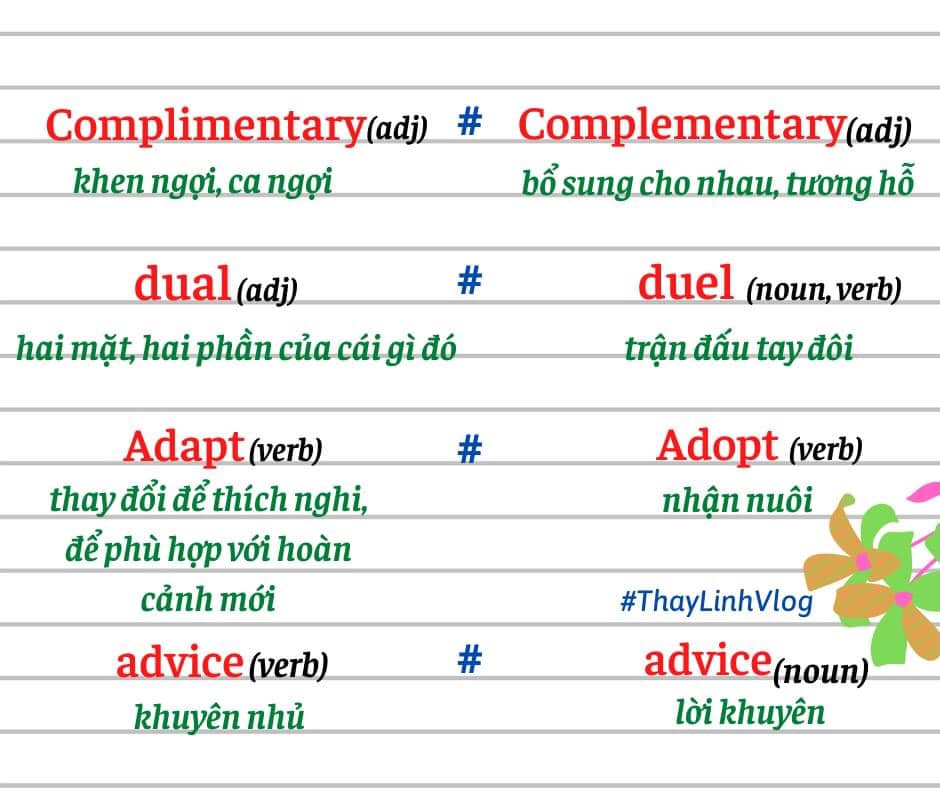 Complimentary(adj) # Complementary(adj)
khen ngợi, ca ngợi bổ sung cho nhau, tương hỗ
dual (adj) # duel (noun, verb)
hai mặt, hai phần của cái gì đó trận đấu tay đôi
Adapt (verb) # Adopt (verb)
thay đổi để thích nghi, nhận nuôi
để phù hợp với hoàn
cảnh mới #ThayLinhVlog
advice (verb) # advice(noun)
khuyên nhủ lời khuyên